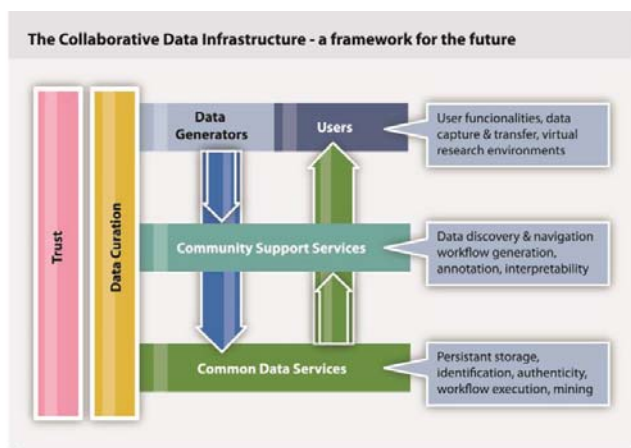 The Collaborative Data Infrastructure - a framework for the future
Trust
Data Curation
Data
Generators
Users
User funcionalities, data
capture & transfer, virtual
research environments
Community Support Services
Data discovery & navigation
workflow generation,
annotation, interpretability
Common Data Services
Persistant storage,
identification, authenticity,
workflow execution, mining